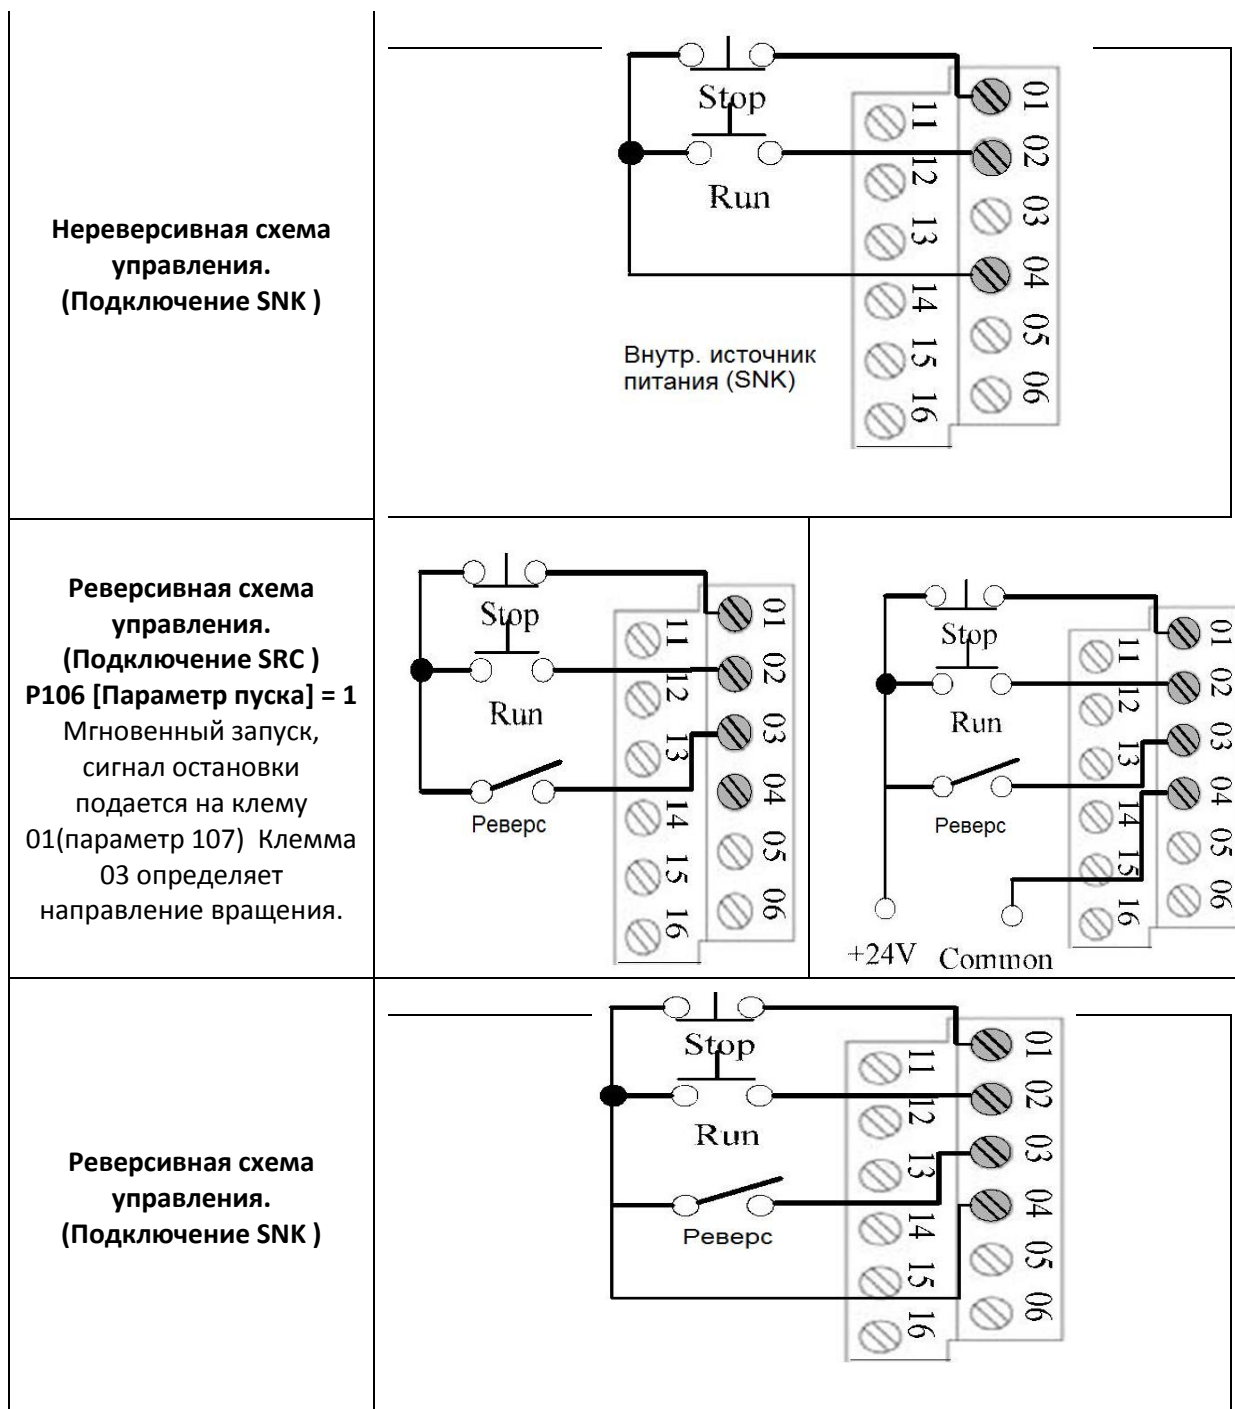 Нереверсивная схема
управления.
(Подключение SNK )
Stop
Run
Внутр. источник
питания (SNK)
11
12
13
14
15
16
01
02
03
04
05
06
Реверсивная схема
управления.
(Подключение SRC )
P106 [Параметр пуска] = 1
Мгновенный запуск,
сигнал остановки
подается на клему
01(параметр 107) Клемма
03 определяет
направление вращения.
Stop
Run
Реверс
11
12
13
14
15
16
01
02
03
04
05
06
Stop
Run
Реверс
+24V Common
11
12
13
14
15
16
01
02
03
04
05
06
Реверсивная схема
управления.
(Подключение SNK )
Stop
Run
Реверс
11
12
13
14
15
16
01
02
03
04
05
06